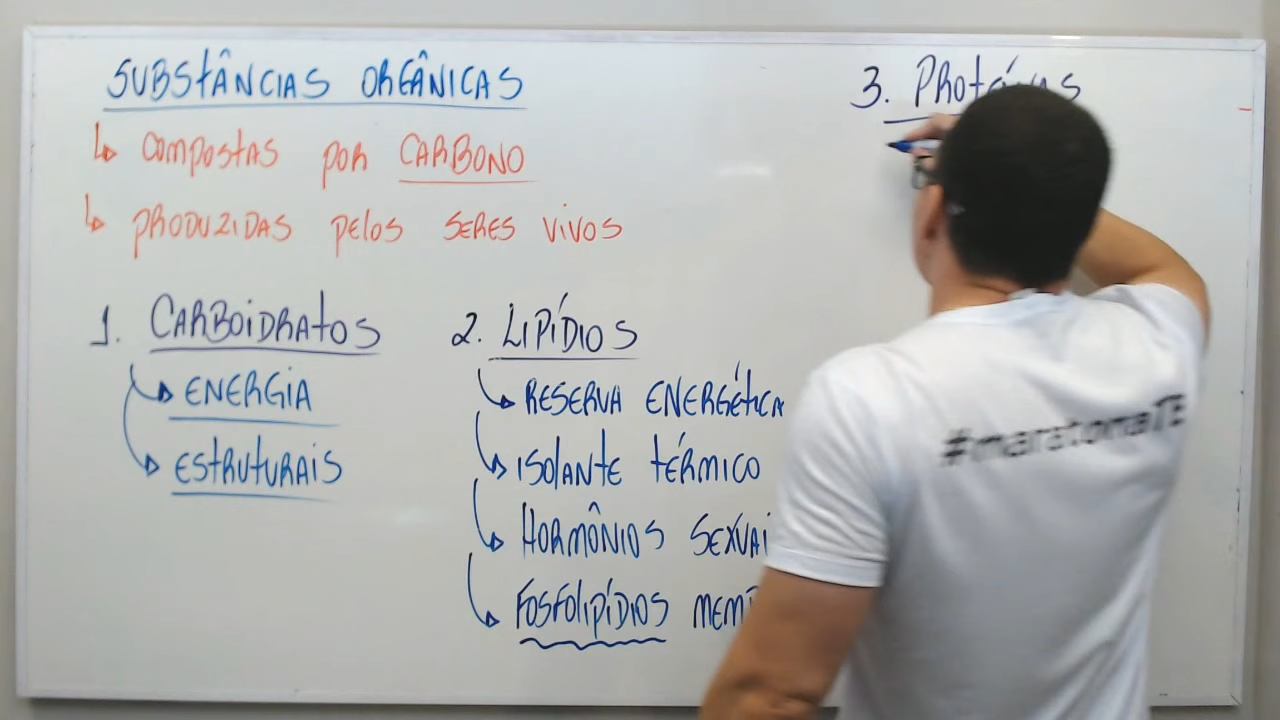 SUBSTÂNCIAS ORGÂNICAS
↳ COMPOSTAS POR CARBONO
↳ PRODUZIDAS PELOS SERES VIVOS
1. CARBOIDRATOS
ENERGIA
ESTRUTURAIS
2. LIPÍDIOS
RESERVA ENERGÉTICA
ISOLANTE TÉRMICO
HORMÔNIOS SEXUAI
FOSFOLIPÍDIOS MEM
3. PROTEÍNAS
#maratonaTE